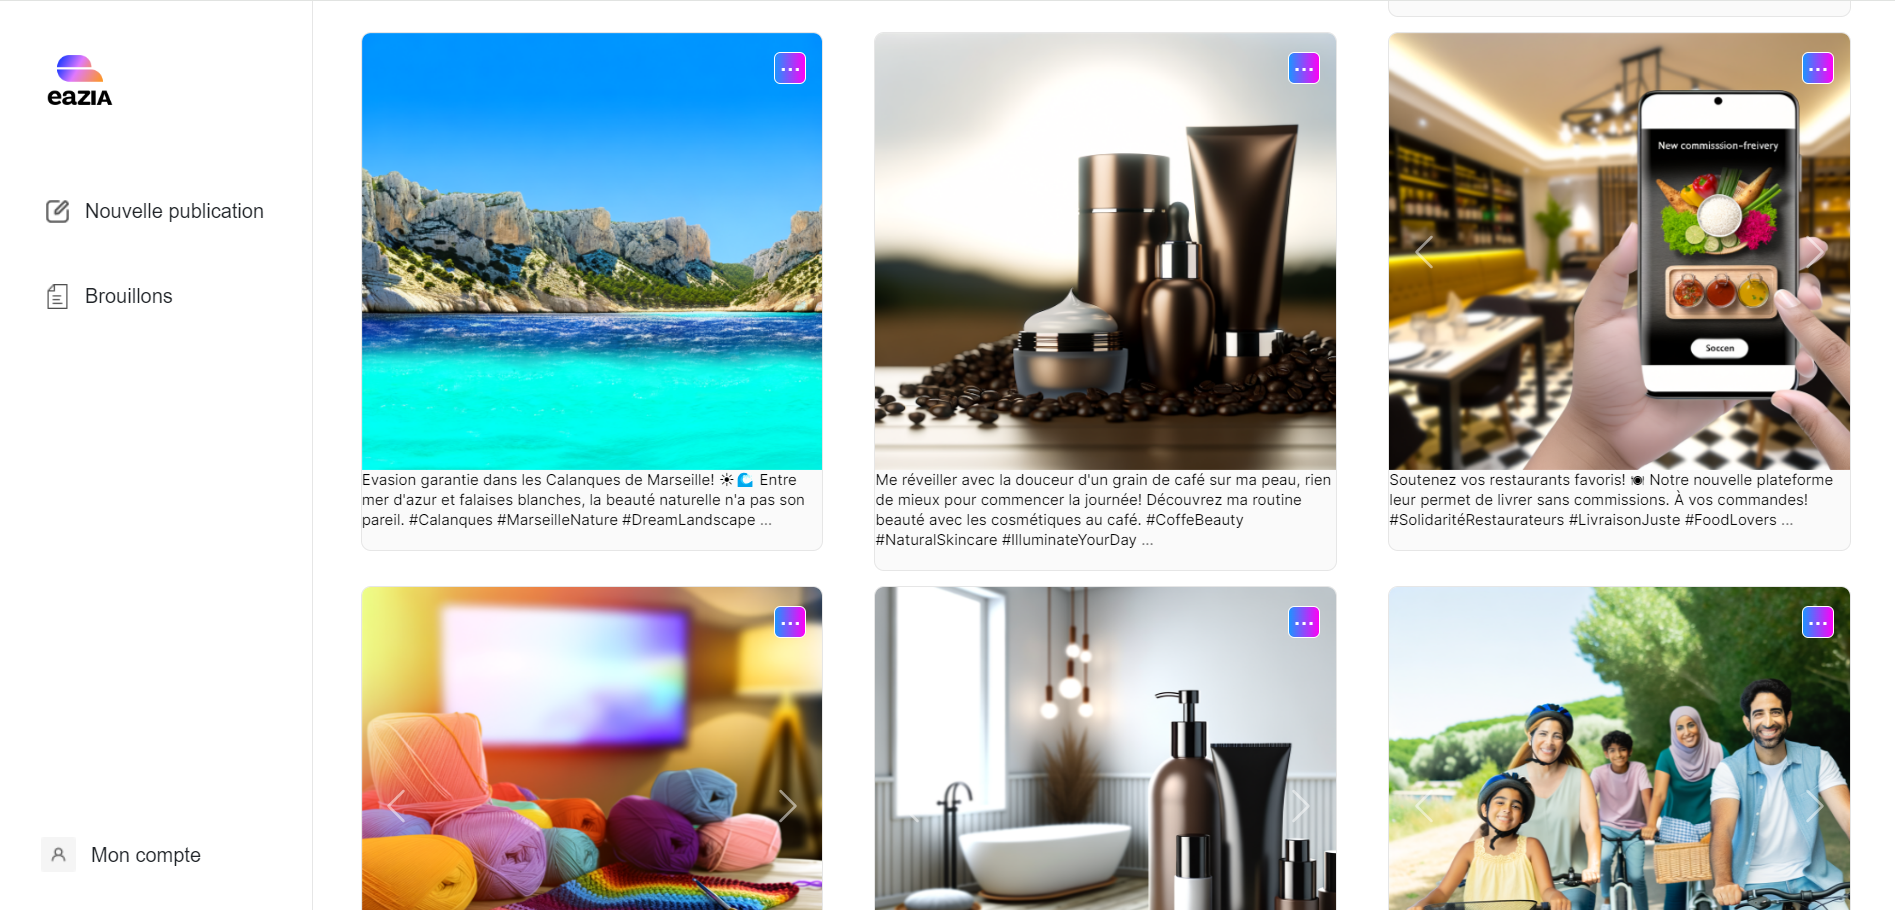 eazIA
Nouvelle publication
Brouillons
Mon compte
Evasion garantie dans les Calanques de Marseille! ☀🌊 Entre
mer d'azur et falaises blanches, la beauté naturelle n'a pas son
pareil. #Calanques #MarseilleNature #DreamLandscape ...
Me réveiller avec la douceur d'un grain de café sur ma peau, rien
de mieux pour commencer la journée! Découvrez ma routine
beauté avec les cosmétiques au café. #CoffeBeauty
#NaturalSkincare #IlluminateYourDay ...
New commisssion-freivery
Soccen
Soutenez vos restaurants favoris! 🍽 Notre nouvelle plateforme
leur permet de livrer sans commissions. À vos commandes!
#SolidaritéRestaurateurs #LivraisonJuste #FoodLovers ...